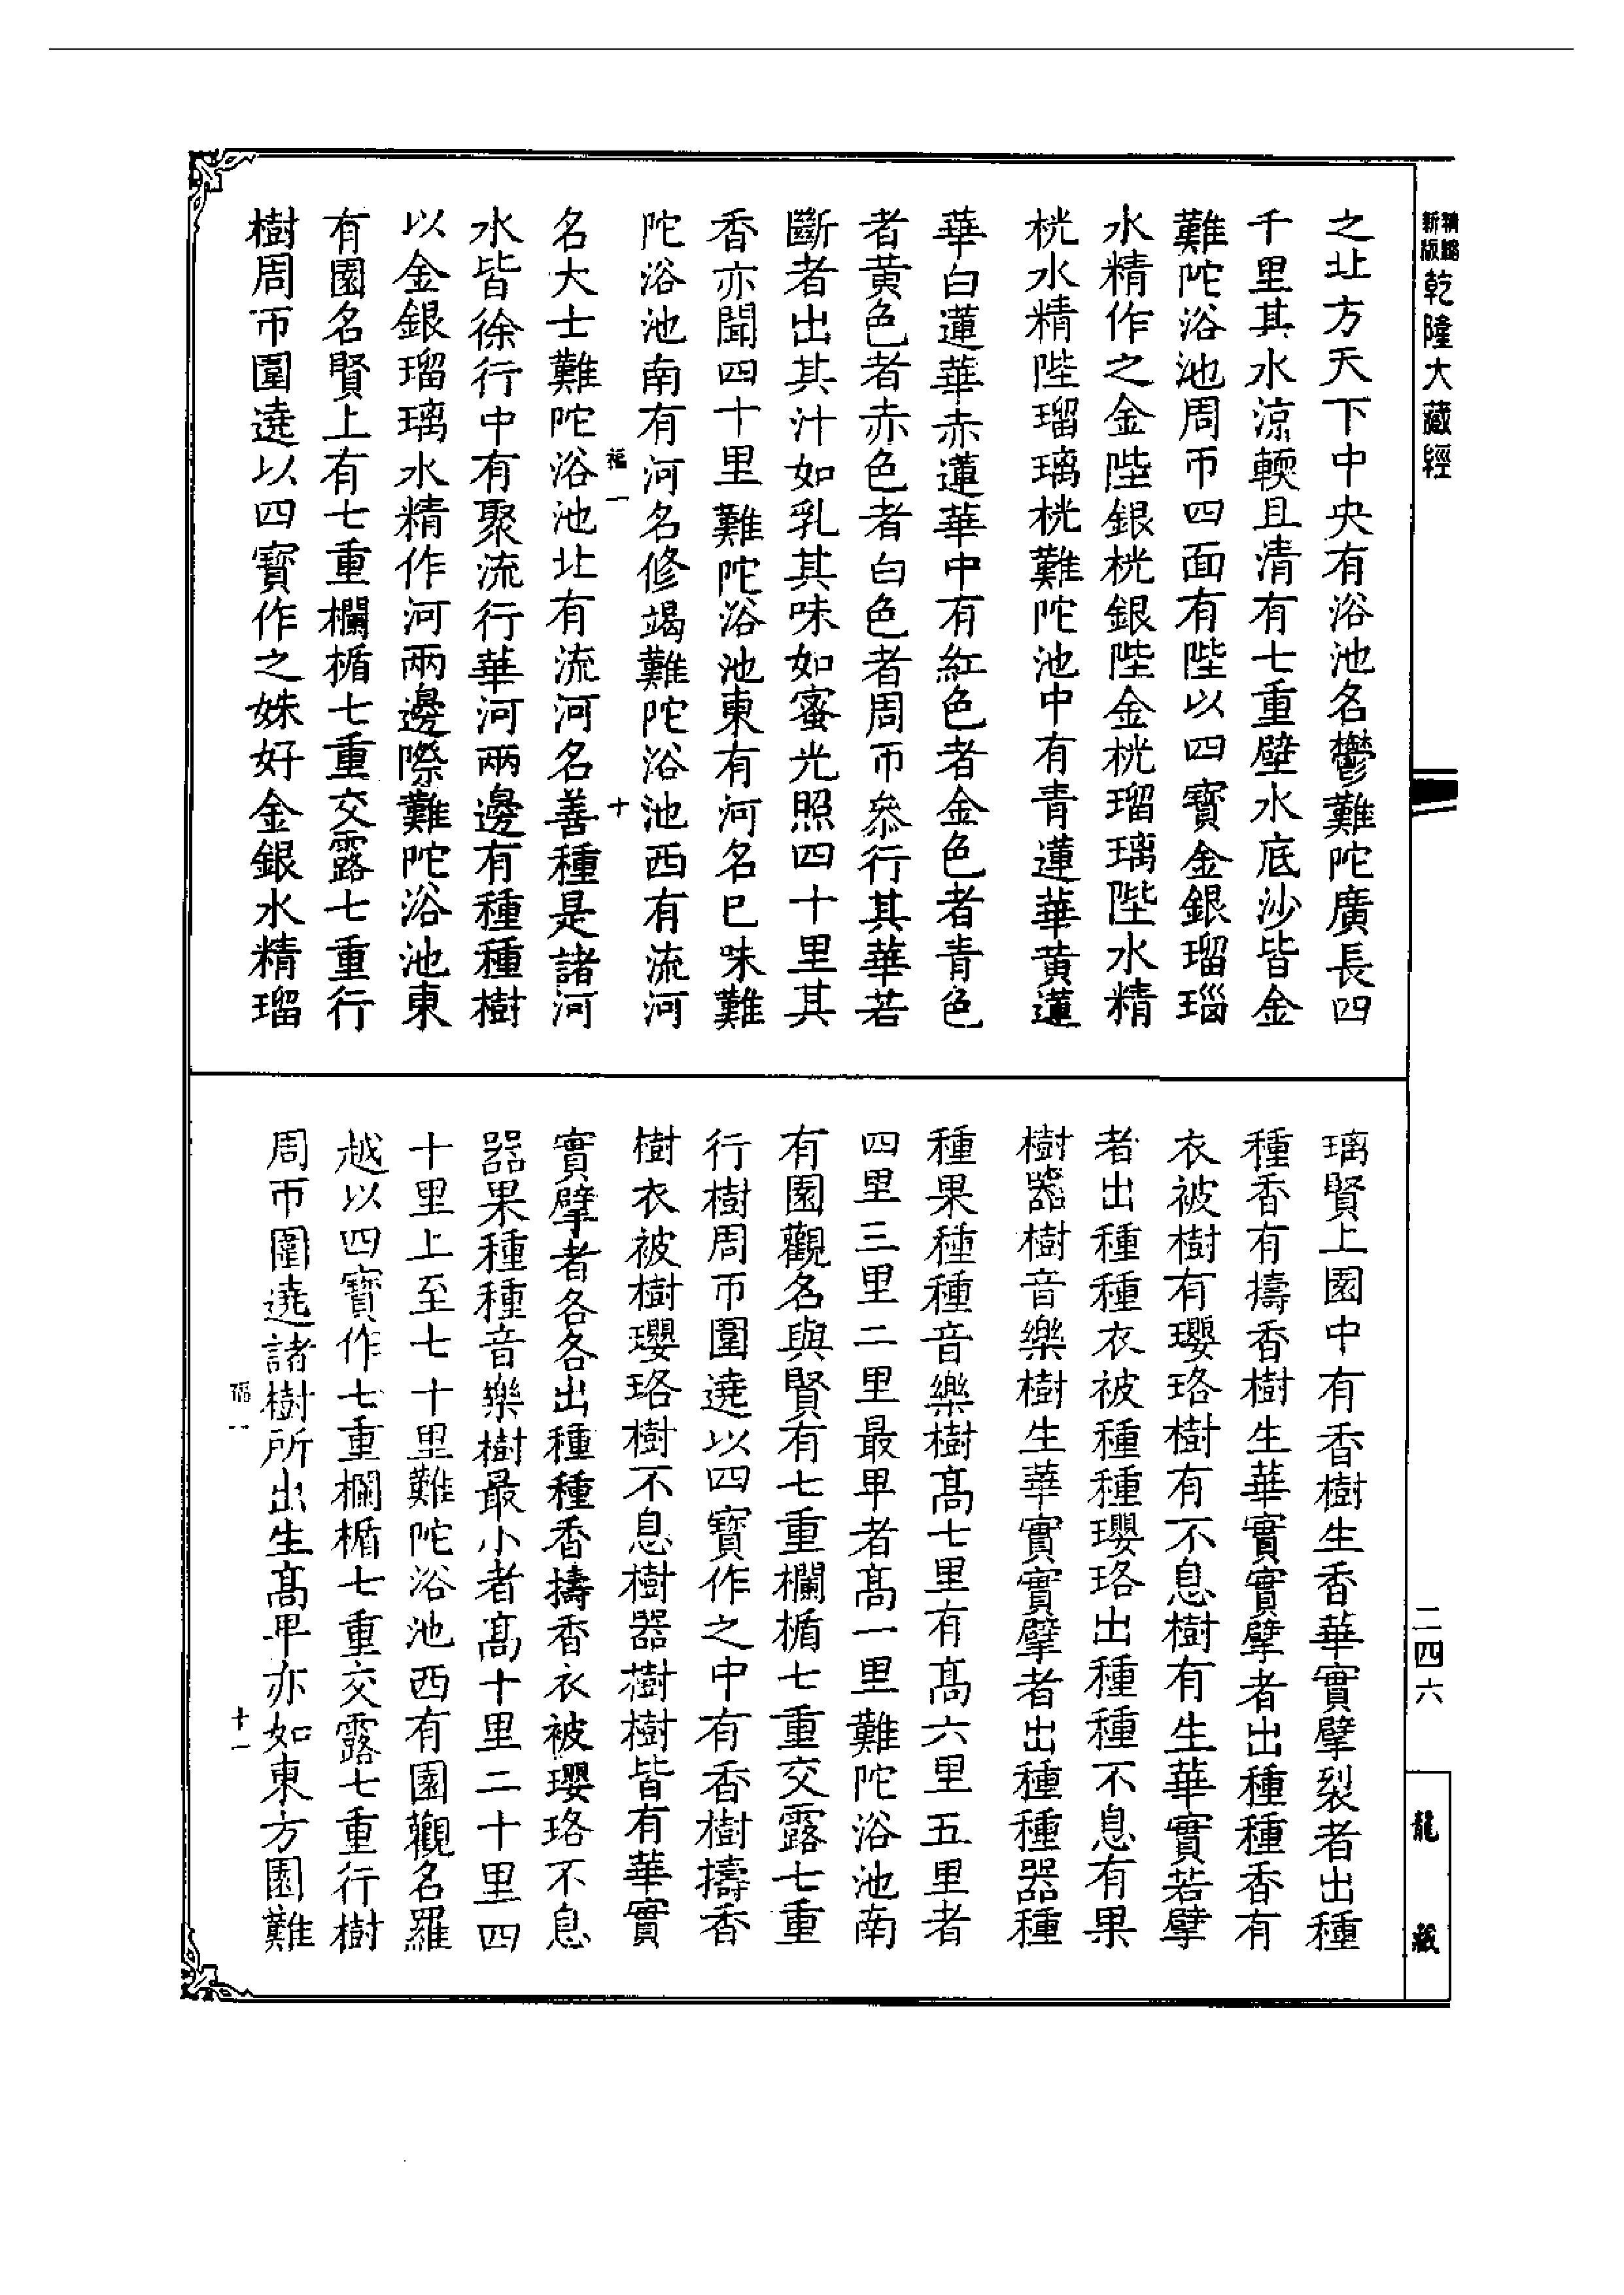 精鵰
新版
乾隆大藏經
之北方天下中央有浴池名鬱難陀廣長四
千里其水涼輭且清有七重壁水底沙皆金
難陀浴池周帀四面有陛以四寶金銀瑠璃
水精作之金陛銀桄銀陛金桄瑠璃陛水精
桄水精陛瑠璃桄難陀池中有青蓮華黃蓮
華白蓮華赤蓮華中有紅色者金色者青色
者黃色者赤色者白色者周帀叅行其華若
斷者出其汁如乳其味如蜜光照四十里其
香亦聞四十里難陀浴池東有河名巳味難
陀浴池南有河名修竭難陀浴池西有流河
福一
十
名大士難陀浴池北有流河名善種是諸河
水皆徐行中有聚流行華河兩邊有種種樹
以金銀瑠璃水精作河兩邊際難陀浴池東
有園名賢上有七重欄楯七重交露七重行
樹周帀圍遶以四寶作之姝好金銀水精瑠
璃賢上園中有香樹生香華實擘裂者出種
種香有擣香樹生華實實擘者出種種香有
衣被樹有瓔珞樹有不息樹有生華實若擘
者出種種衣被種種瓔珞出種種不息有果
樹器樹音樂樹生華實實擘者出種種器種
種果種種音樂樹高七里有高六里五里者
四里三里二里最卑者高一里難陀浴池南
有園觀名與賢有七重欄楯七重交露七重
行樹周帀圍遶以四寶作之中有香樹擣香
樹衣被樹瓔珞樹不息樹器樹樹皆有華實
實擘者各各出種種香擣香衣被瓔珞不息
器果種種音樂樹最小者高十里二十里四
十里上至七十里難陀浴池西有園觀名羅
越以四寶作七重欄楯七重交露七重行樹
周帀圍遶諸樹所出生高卑亦如東方園難
福一
十一
二四六
龍藏